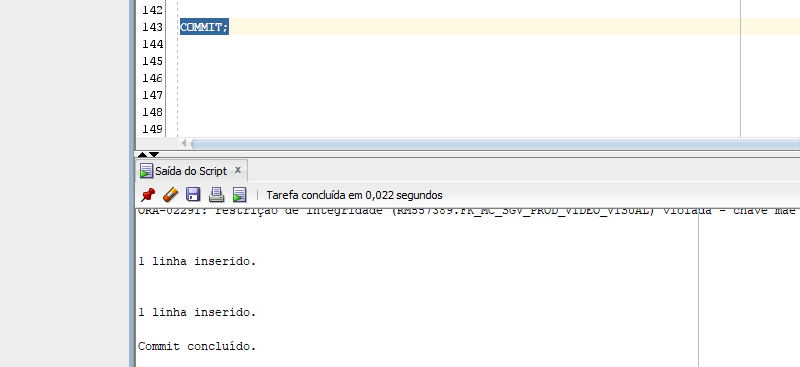 142
143 COMMIT;
144
145
146
147
148
149
Saída do Script x
Tarefa concluída em 0,022 segundos
ORA-02291: restrição de integridade (RM557389.FK_MC_SGV_PROD_VIDEO_VISUAL) violada - chave mãe
1 linha inserido.
1 linha inserido.
Commit concluído.